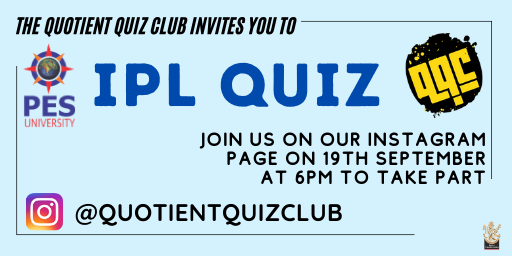 THE QUOTIENT QUIZ CLUB INVITES YOU TO
PES
UNIVERSITY
IPL QUIZ
QQC
JOIN US ON OUR INSTAGRAM
PAGE ON 19TH SEPTEMBER
AT 6PM TO TAKE PART
@QUOTIENTQUIZCLUB